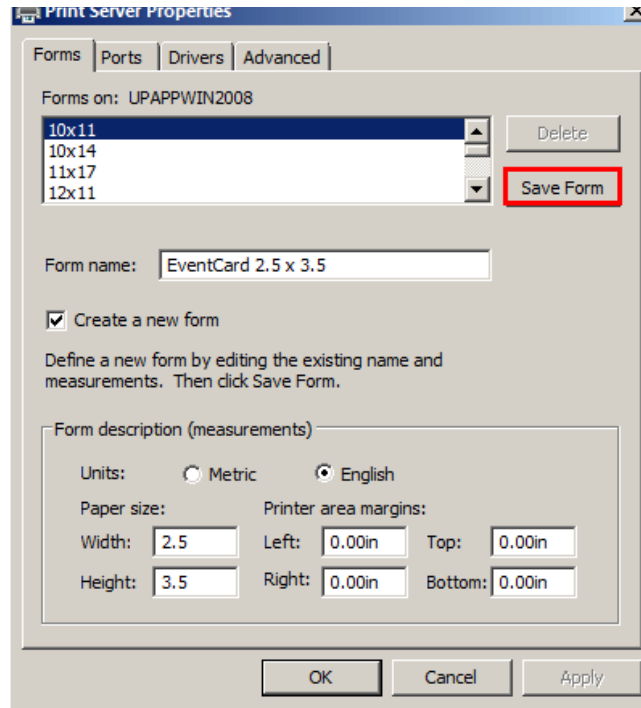 Print Server Properties
Forms Ports Drivers Advanced
Forms on: UPAPPWIN2008
10x11
10x14
11x17
12x11
Delete
Save Form
Form name: EventCard 2.5 x 3.5
Create a new form
Define a new form by editing the existing name and
measurements. Then click Save Form.
Form description (measurements)
Units: Metric English
Paper size: Printer area margins:
Width: 2.5 Left: 0.00in Top: 0.00in
Height: 3.5 Right: 0.00in Bottom: 0.00in
OK Cancel Apply